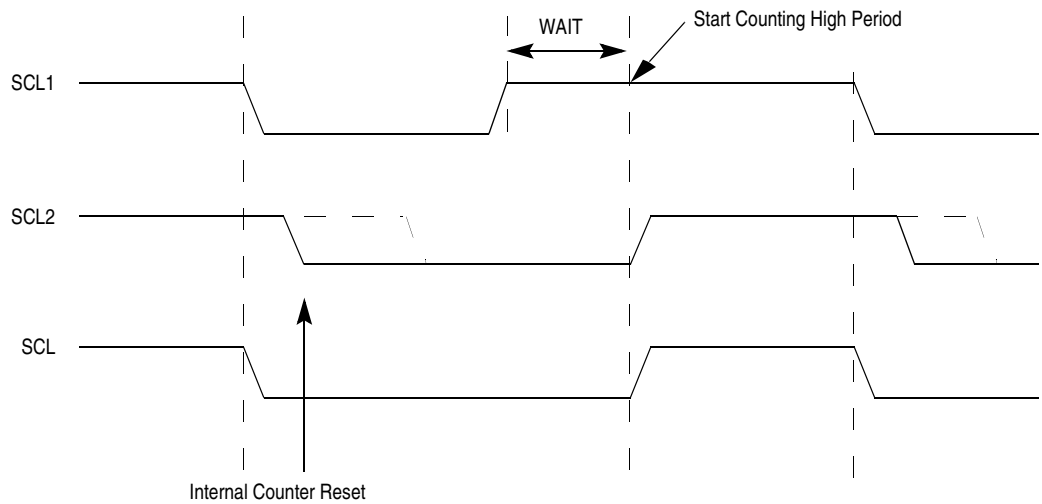 WAIT
Start Counting High Period
SCL1
SCL2
SCL
Internal Counter Reset